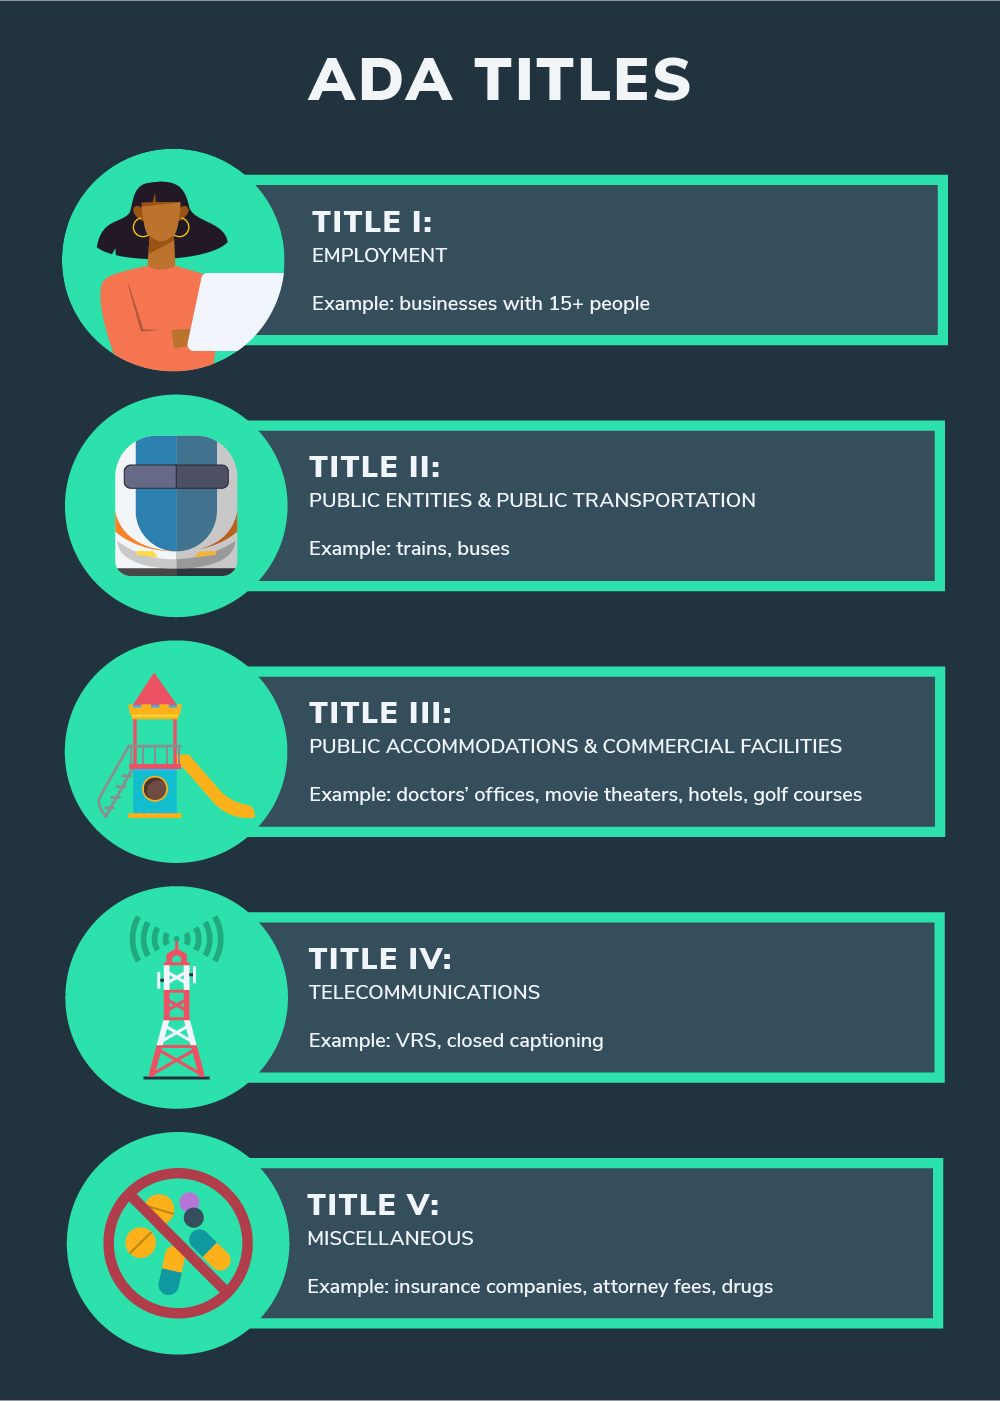 ADA TITLES
TITLE I:
EMPLOYMENT
Example: businesses with 15+ people
TITLE II:
PUBLIC ENTITIES & PUBLIC TRANSPORTATION
Example: trains, buses
TITLE III:
PUBLIC ACCOMMODATIONS & COMMERCIAL FACILITIES
Example: doctors’ offices, movie theaters, hotels, golf courses
TITLE IV:
TELECOMMUNICATIONS
Example: VRS, closed captioning
TITLE V:
MISCELLANEOUS
Example: insurance companies, attorney fees, drugs